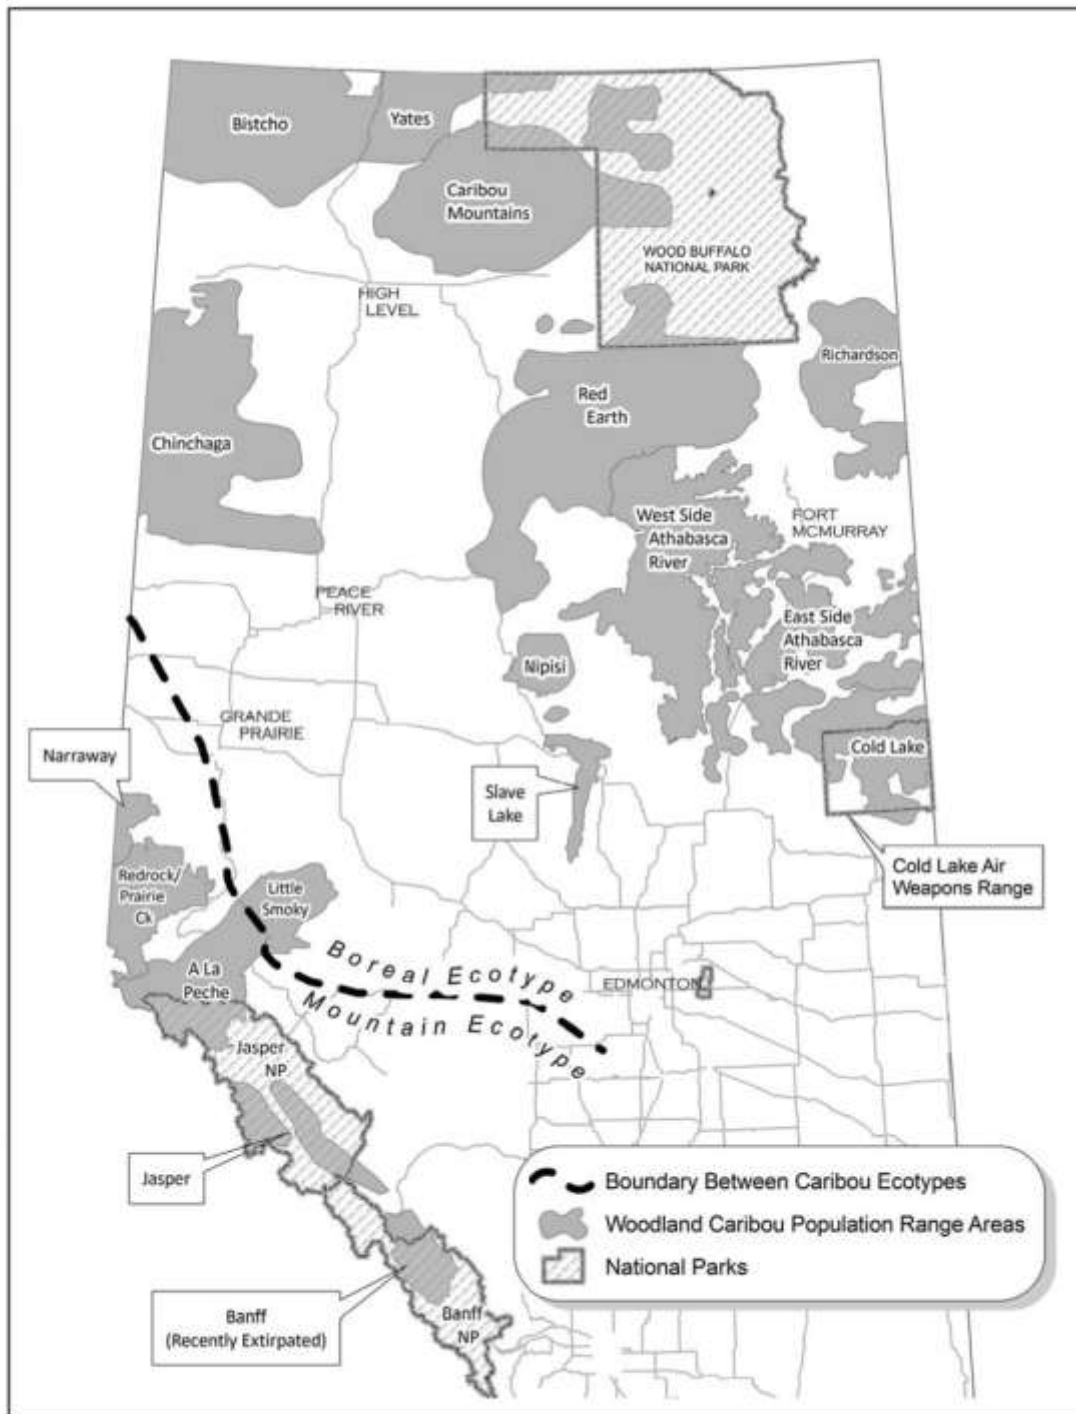 Bistcho
Yates
Caribou
Mountains
WOOD BUFFALO
NATIONAL PARK
HIGH
LEVEL
Richardson
Red
Earth
Chinchaga
West Side
Athabasca
River
FORT
MCMURRAY
PEACE
RIVER
East Side
Athabasca
River
Nipisi
GRANDE
PRAIRIE
Narraway
Cold Lake
Slave
Lake
Cold Lake Air
Weapons Range
Redrock/
Prairie
Ck
Little
Smoky
A La
Peche
Boreal Ecotype
Mountain Ecotype
EDMONTON
Jasper
NP
Jasper
Boundary Between Caribou Ecotypes
Woodland Caribou Population Range Areas
National Parks
Banff
(Recently Extirpated)
Banff
NP